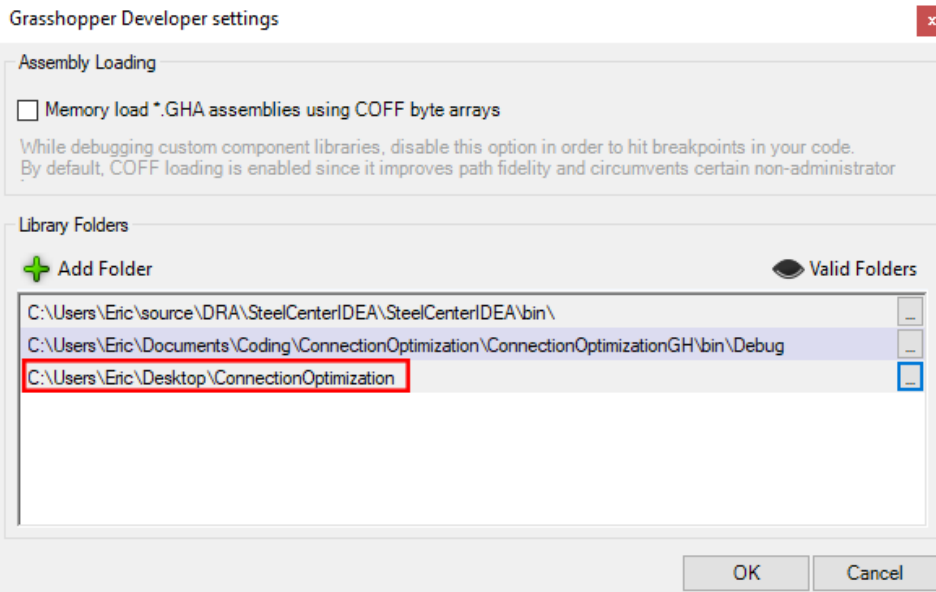 Grasshopper Developer settings
x
Assembly Loading
Memory load *.GHA assemblies using COFF byte arrays
While debugging custom component libraries, disable this option in order to hit breakpoints in your code.
By default, COFF loading is enabled since it improves path fidelity and circumvents certain non-administrator
Library Folders
Add Folder
Valid Folders
C:\Users\Eric\source\DRA\SteelCenterIDEA\SteelCenterIDEA\bin\
...
C:\Users\Eric\Documents\Coding\ConnectionOptimization\ConnectionOptimizationGH\bin\Debug
...
C:\Users\Eric\Desktop\ConnectionOptimization
...
OK
Cancel